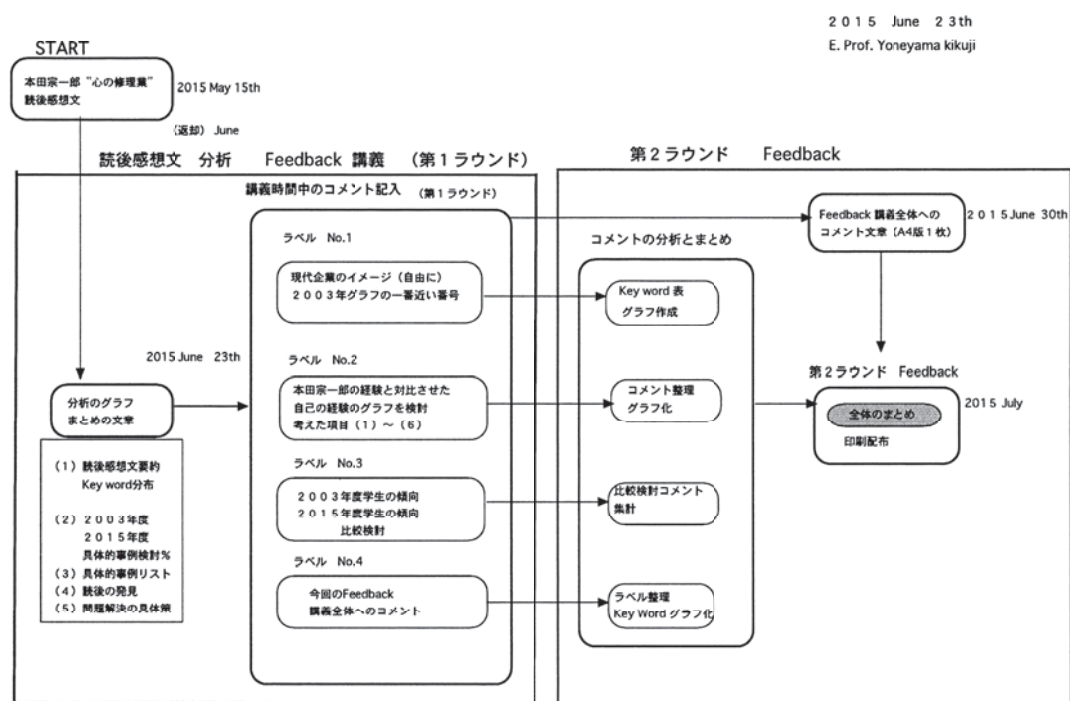 ２０１５ June ２３th
E. Prof. Yoneyama kikuji
START
本田宗一郎 “心の修理業”
読後感想文
2015 May 15th
（返却） June
読後感想文 分析 Feedback 講義 （第１ラウンド）
講義時間中のコメント記入 （第１ラウンド）
ラベル No.1
現代企業のイメージ（自由に）
２００３年グラフの一番近い番号
2015 June 23th
ラベル No.2
本田宗一郎の経験と対比させた
自己の経験のグラフを検討
考えた項目（１）〜（６）
分析のグラフ
まとめの文章
（１）読後感想文要約
Key word分布
（２）２００３年度
２０１５年度
具体的事例検討％
（３）具体的事例リスト
（４）読後の発見
（５）問題解決の具体策
ラベル No.3
２００３年度学生の傾向
２０１５年度学生の傾向
比較検討
ラベル No.4
今回のFeedback
講義全体へのコメント
第２ラウンド Feedback
Feedback 講義全体への
コメント文章（A4版１枚）
２０１５June 30th
コメントの分析とまとめ
Key word 表
グラフ作成
コメント整理
グラフ化
比較検討コメント
集計
ラベル整理
Key Word グラフ化
第２ラウンド Feedback
全体のまとめ
印刷配布
2015 July